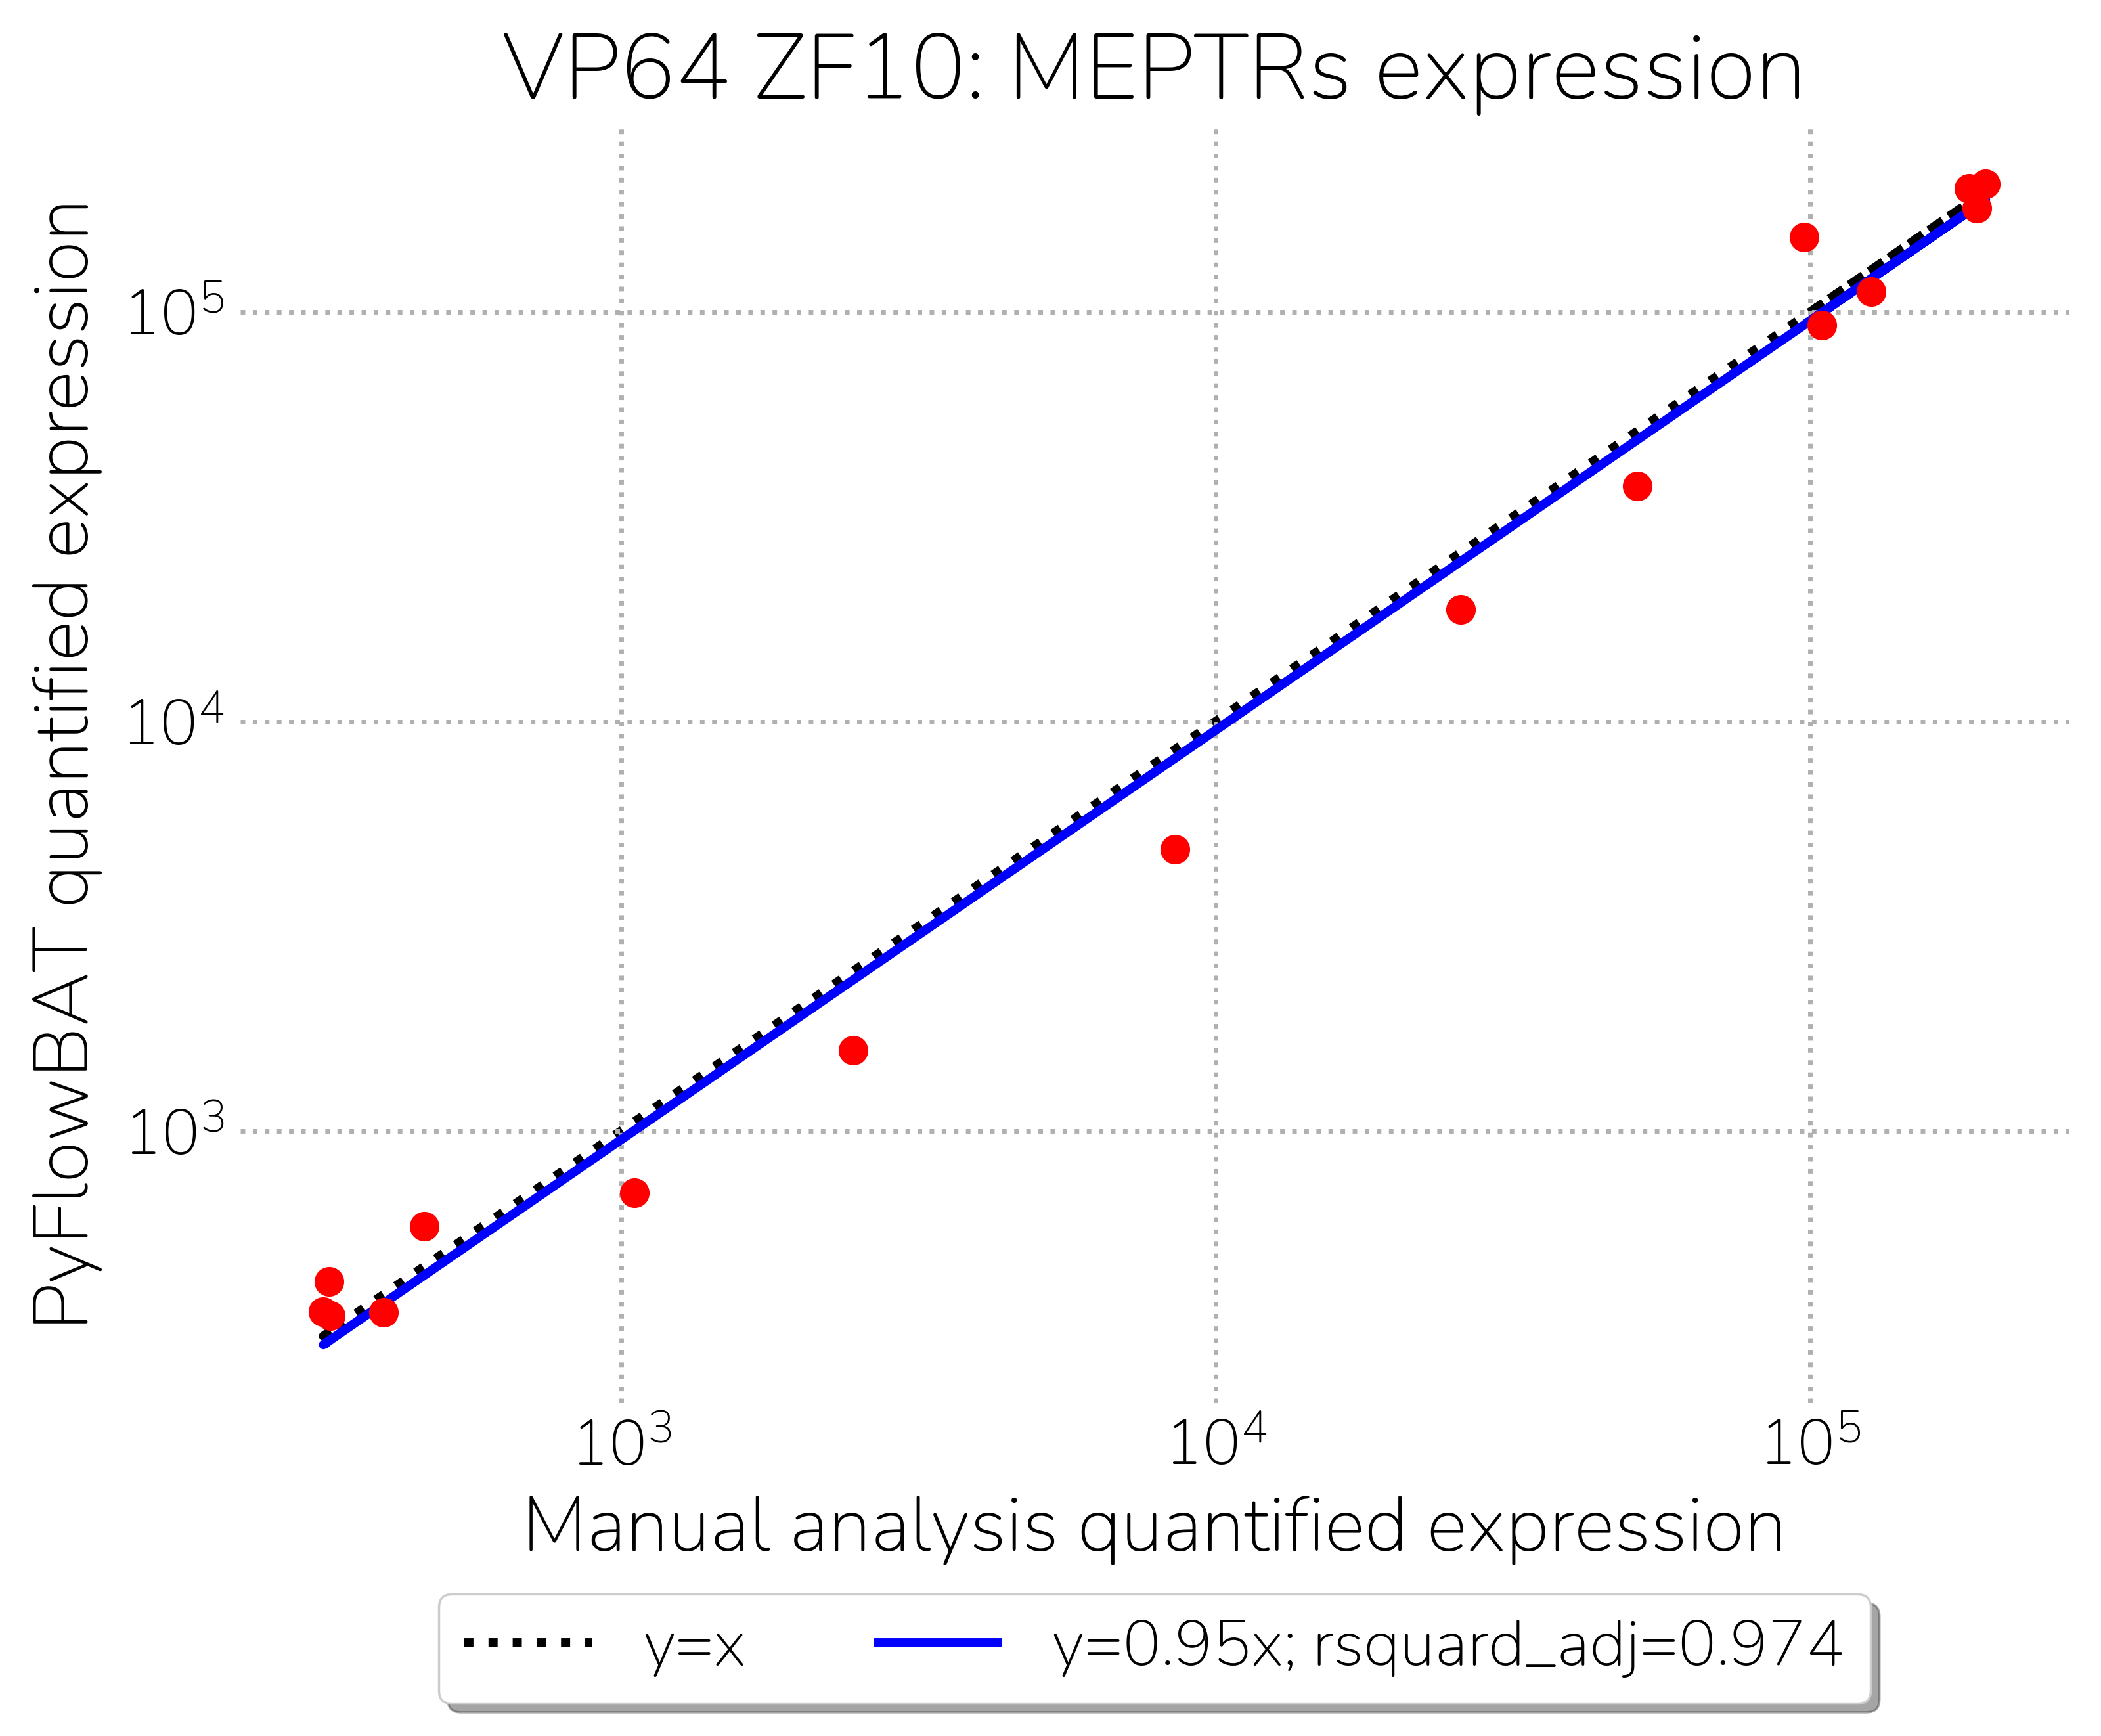 VP64 ZF10: MEPTRs expression
PyFlowBAT quantified expression
10^5
10^4
10^3
10^3 10^4 10^5
Manual analysis quantified expression
y=x y=0.95x; rsquard_adj=0.974